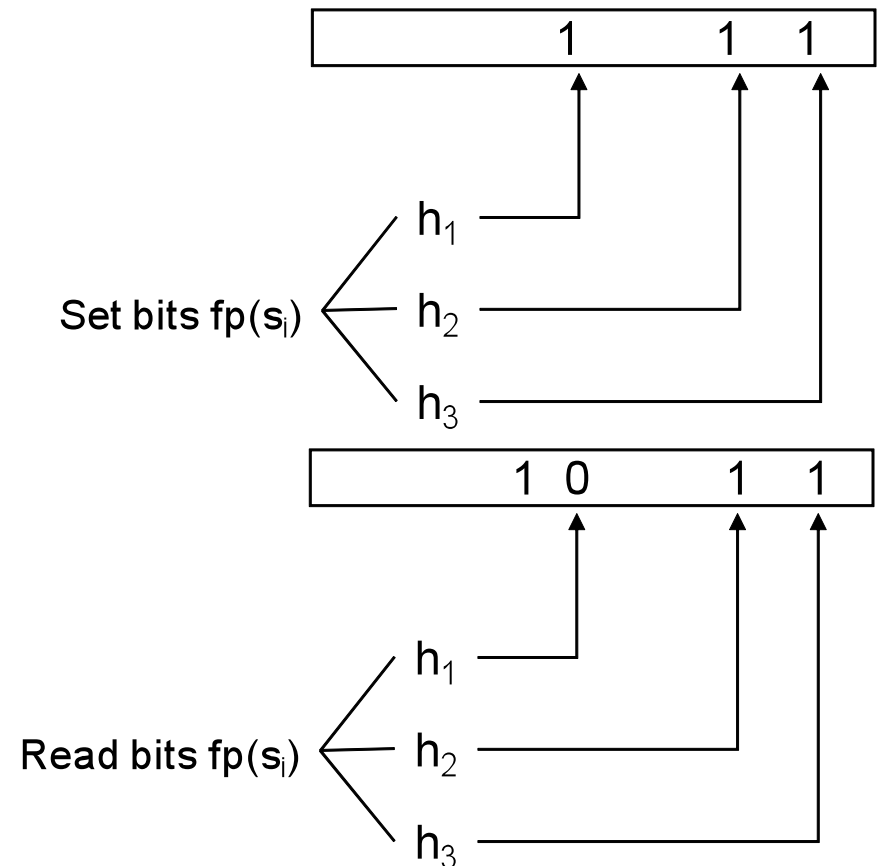 1 1 1
h₁
h₂
Set bits fp(sᵢ)
h₃
1 0 1 1
h₁
h₂
Read bits fp(sᵢ)
h₃